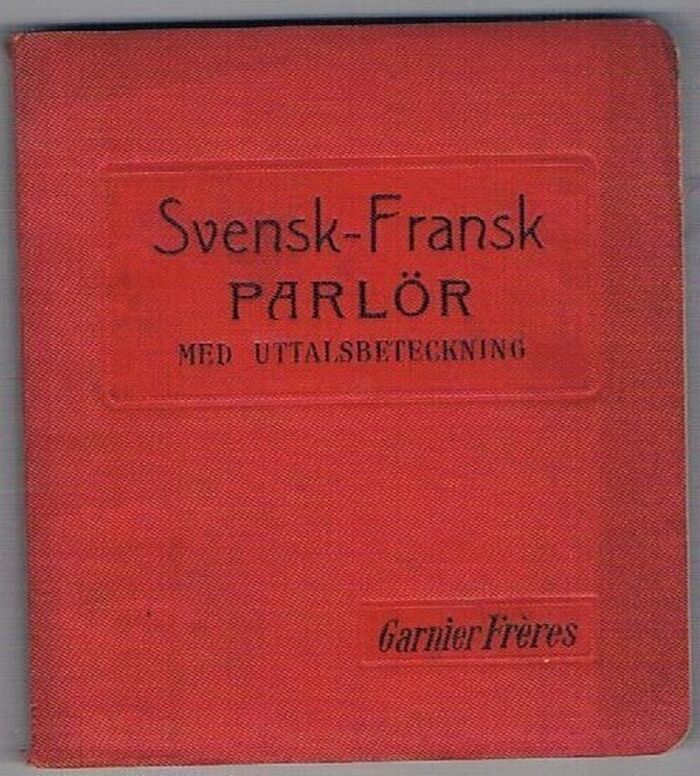 Svensk-Fransk
PARLÖR
MED UTTALSBETECKNING
Garnier Frères